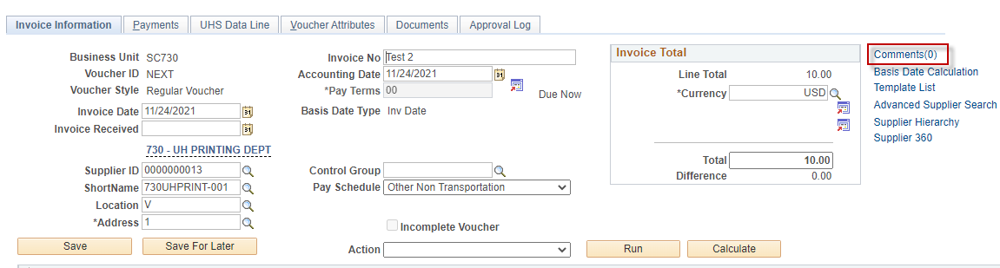 Invoice Information Payments UHS Data Line Voucher Attributes Documents Approval Log
Business Unit SC730 Invoice No Test 2 Invoice Total Comments(0)
Voucher ID NEXT Accounting Date 11/24/2021 Line Total 10.00 Basis Date Calculation
Voucher Style Regular Voucher *Pay Terms 00 Due Now *Currency USD Template List
Invoice Date 11/24/2021 Basis Date Type Inv Date Advanced Supplier Search
Invoice Received Supplier Hierarchy
730 - UH PRINTING DEPT Supplier 360
Supplier ID 0000000013 Control Group Total 10.00
ShortName 730UHPRINT-001 Pay Schedule Other Non Transportation Difference 0.00
Location V
*Address 1 Incomplete Voucher
Save Save For Later Action Run Calculate